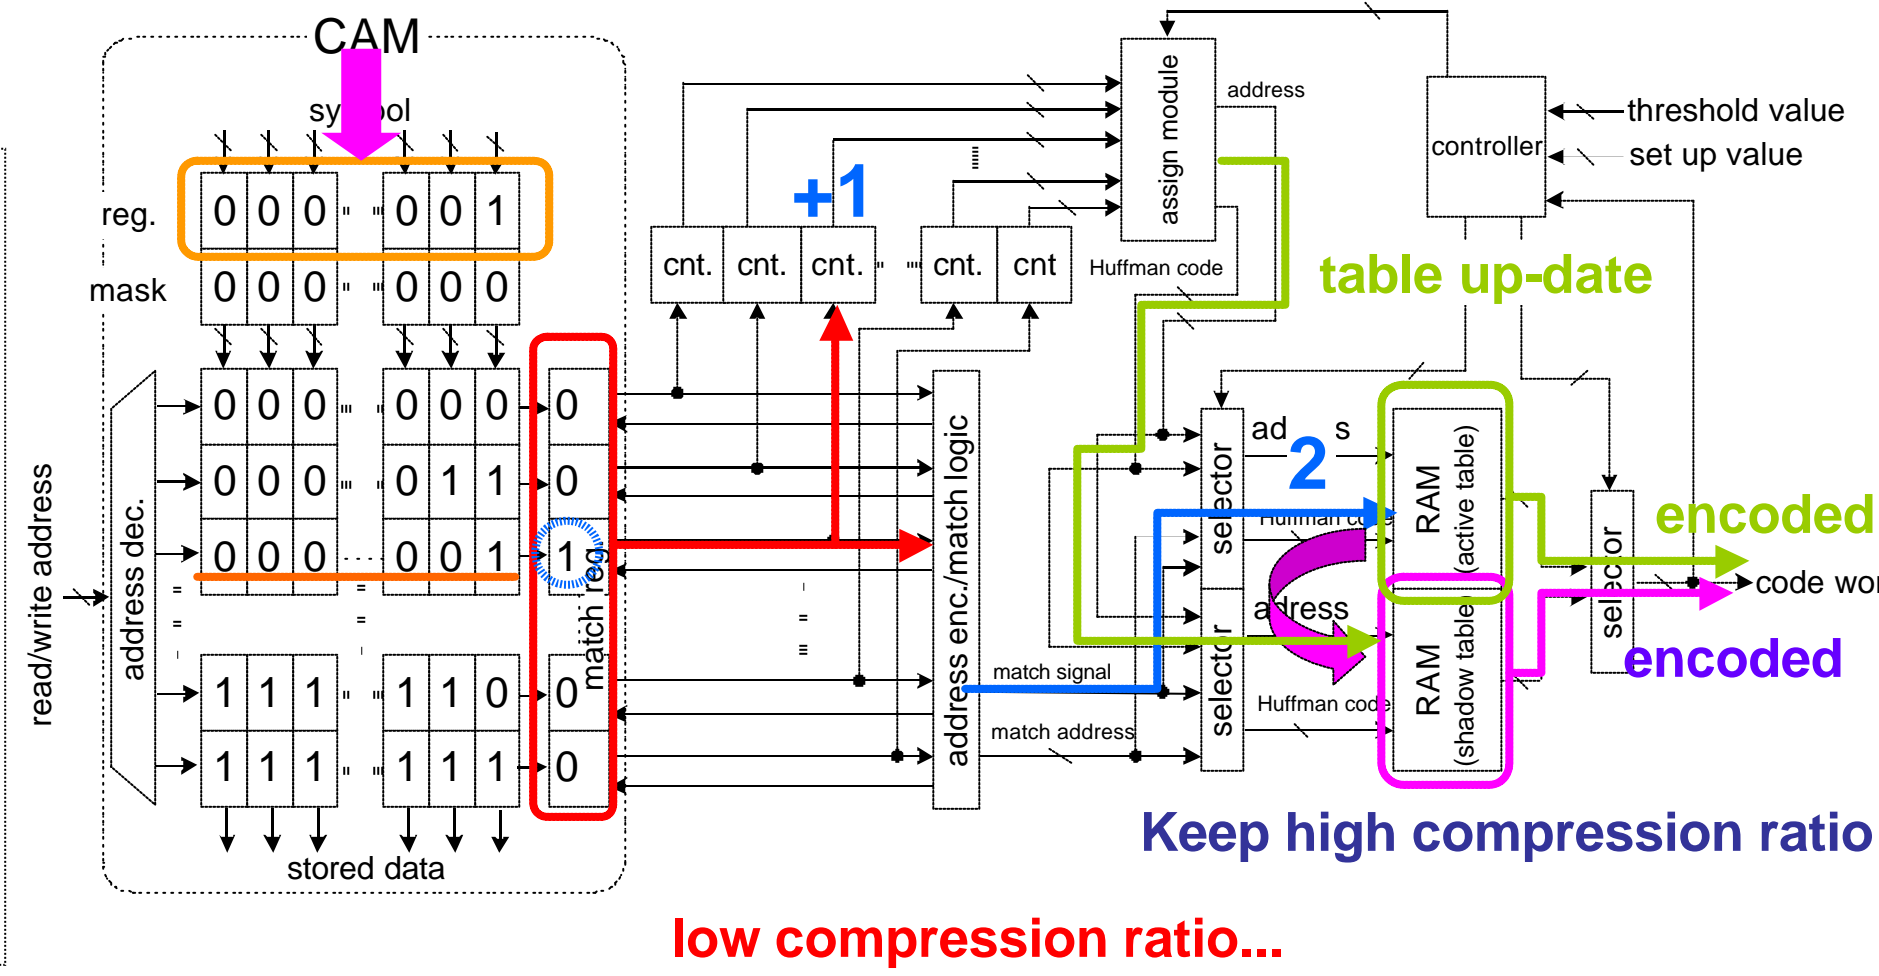 CAM
symbol
reg.
0 0 0 0 0 1
mask
0 0 0 0 0 0
0 0 0 0 0 0 0
0 0 0 0 1 1 0
0 0 0 0 0 1 1
1 1 1 1 1 0 0
1 1 1 1 1 1 0
match reg.
address dec.
read/write address
stored data
+1
cnt. cnt. cnt. cnt. cnt
assign module
address
Huffman code
controller
threshold value
set up value
table up-date
address enc./match logic
match signal
match address
selector
ad s
2
Huffman code
RAM
(active table)
selector
adress
Huffman code
RAM
(shadow table)
selector
encoded
code wor
encoded
Keep high compression ratio
low compression ratio...